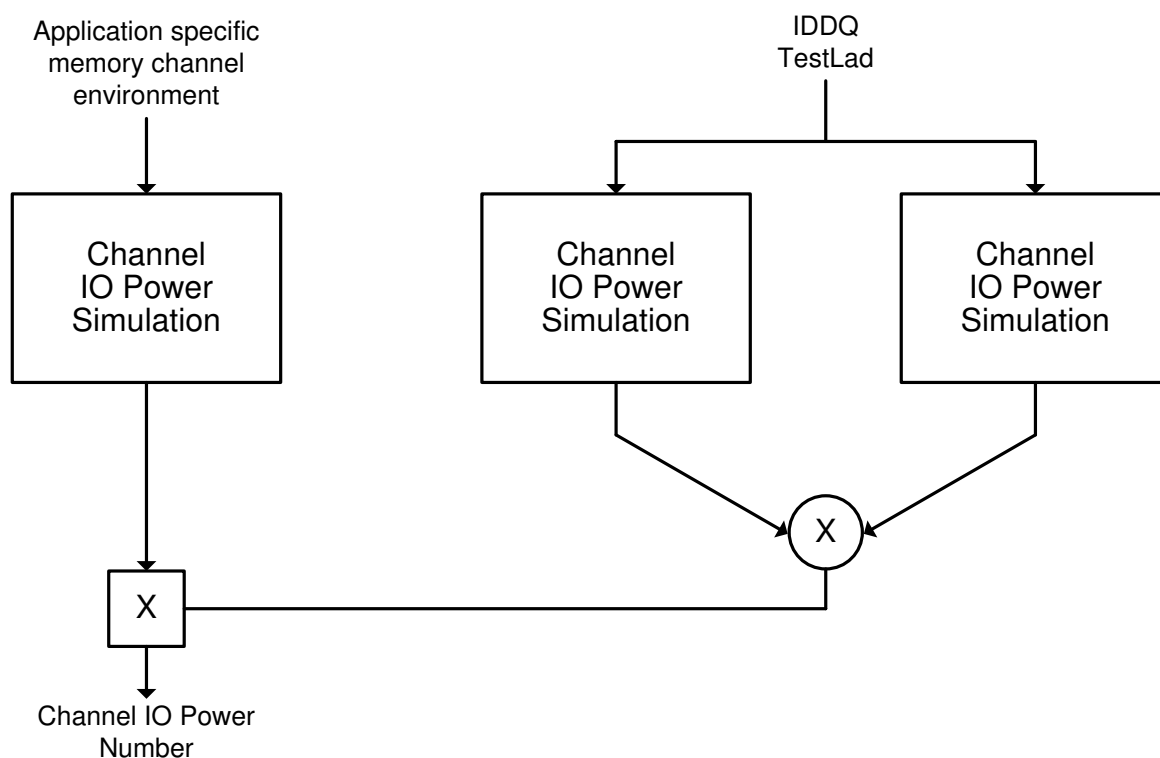 Application specific
memory channel
environment
IDDQ
TestLad
Channel
IO Power
Simulation
Channel
IO Power
Simulation
Channel
IO Power
Simulation
X
X
Channel IO Power
Number